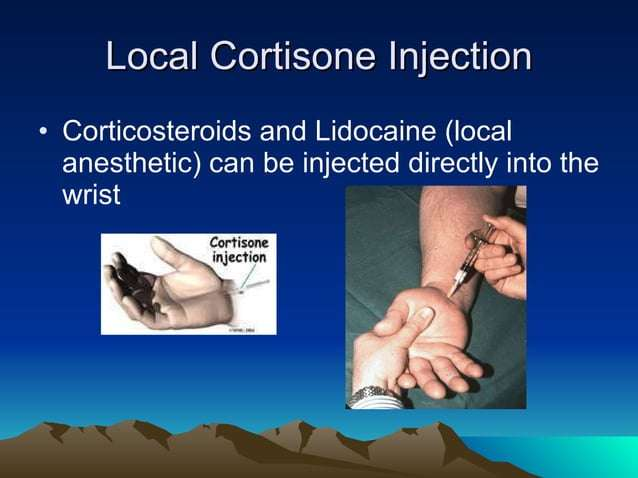 Local Cortisone Injection
• Corticosteroids and Lidocaine (local
anesthetic) can be injected directly into the
wrist
Cortisone
injection